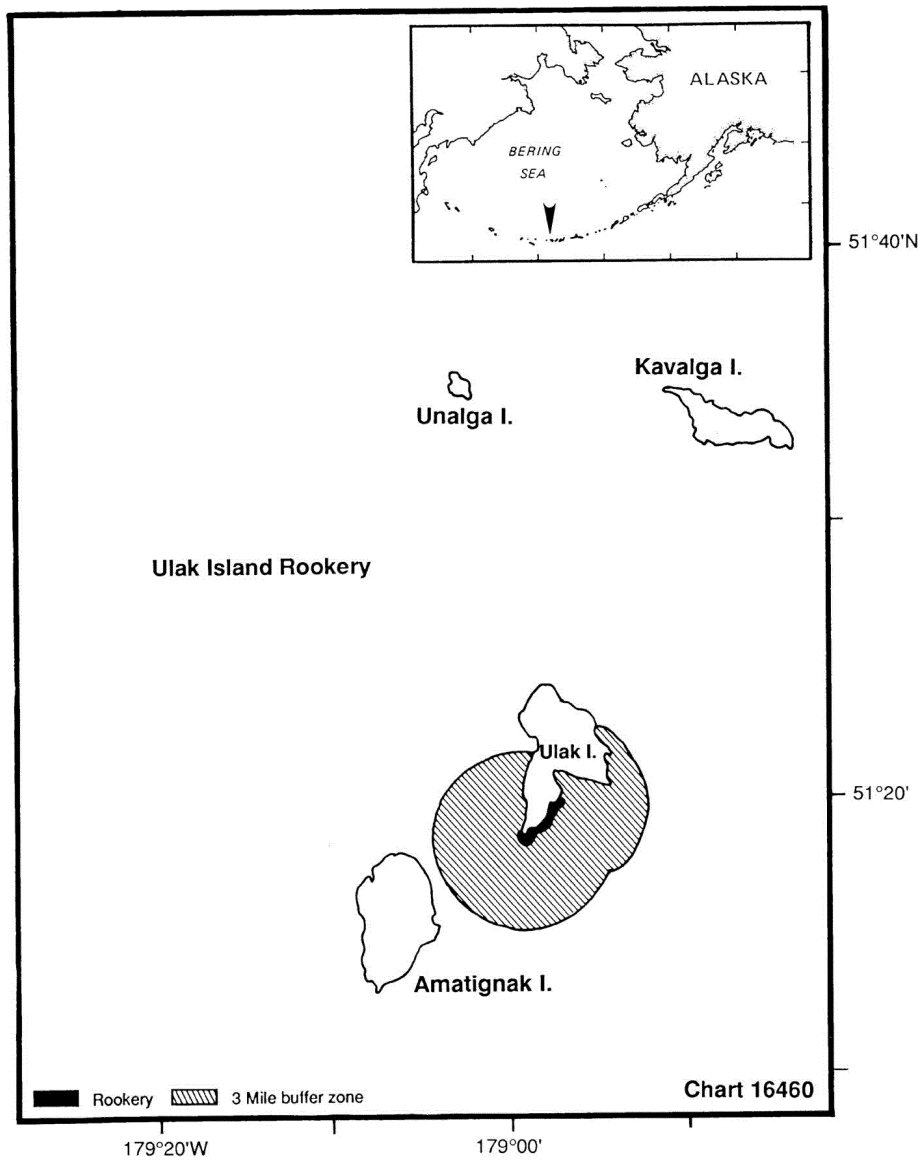 ALASKA
BERING
SEA
51°40'N
Kavalga I.
Unalga I.
Ulak Island Rookery
Ulak I.
51°20'
Amatignak I.
Rookery
3 Mile buffer zone
Chart 16460
179°20'W
179°00'